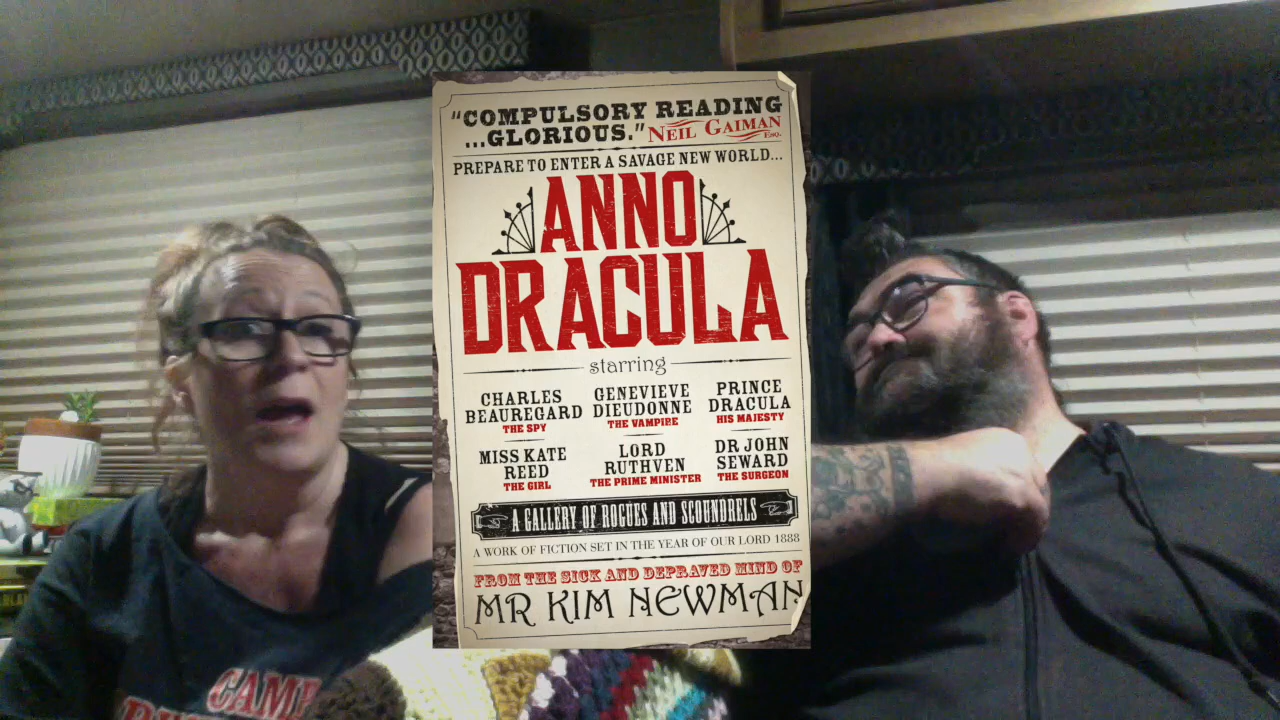 "COMPULSORY READING
...GLORIOUS." NEIL GAIMAN ESQ.
PREPARE TO ENTER A SAVAGE NEW WORLD...
ANNO
DRACULA
starring
CHARLES
BEAUREGARD
THE SPY
GENEVIEVE
DIEUDONNE
THE VAMPIRE
PRINCE
DRACULA
HIS MAJESTY
MISS KATE
REED
THE GIRL
LORD
RUTHVEN
THE PRIME MINISTER
DR JOHN
SEWARD
THE SURGEON
A GALLERY OF ROGUES AND SCOUNDRELS
A WORK OF FICTION SET IN THE YEAR OF OUR LORD 1888
FROM THE SICK AND DEPRAVED MIND OF
MR KIM NEWMAN
CAMP